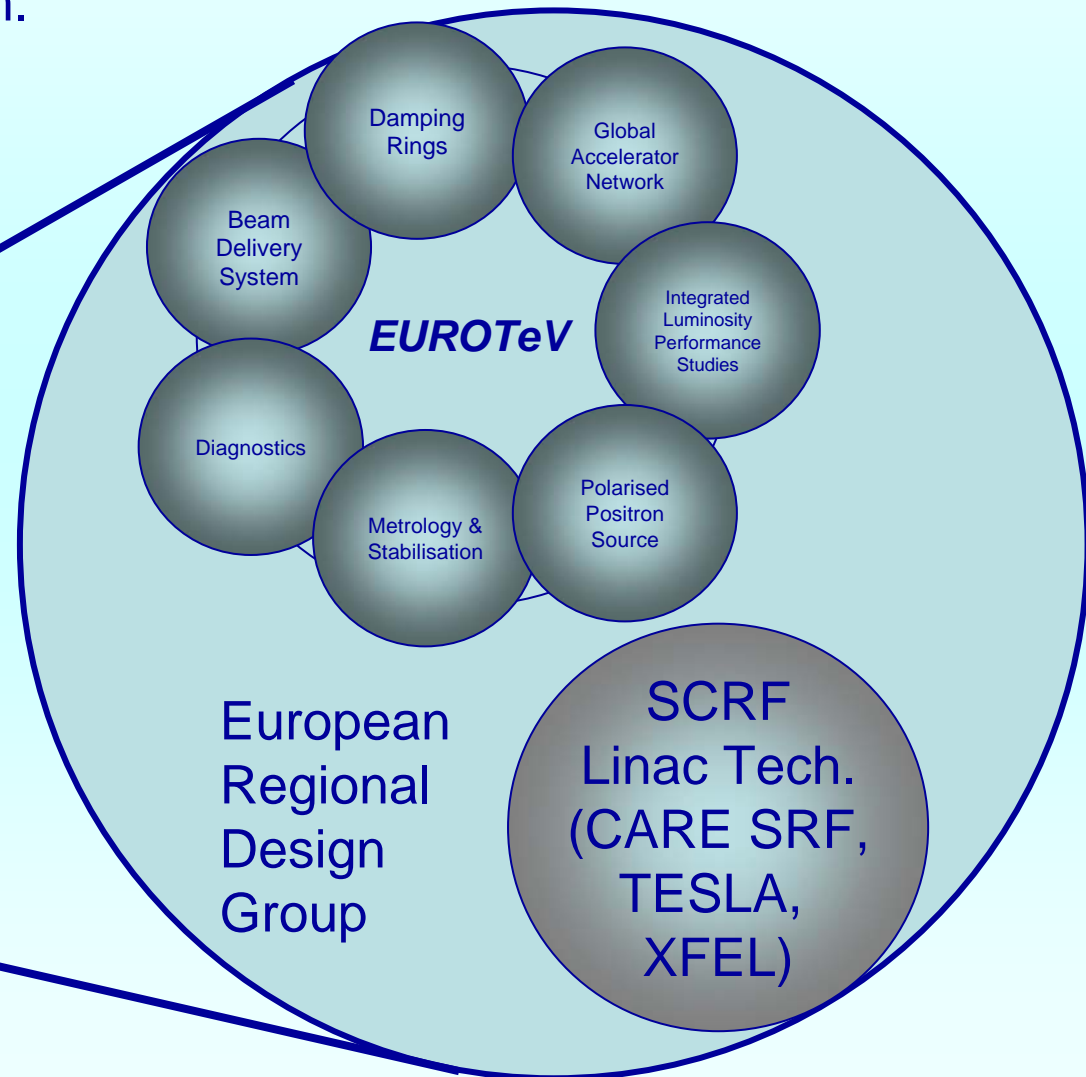 Damping
Rings
Global
Accelerator
Network
Beam
Delivery
System
Integrated
Luminosity
Performance
Studies
EUROTeV
Diagnostics
Polarised
Positron
Source
Metrology &
Stabilisation
European
Regional
Design
Group
SCRF
Linac Tech.
(CARE SRF,
TESLA,
XFEL)